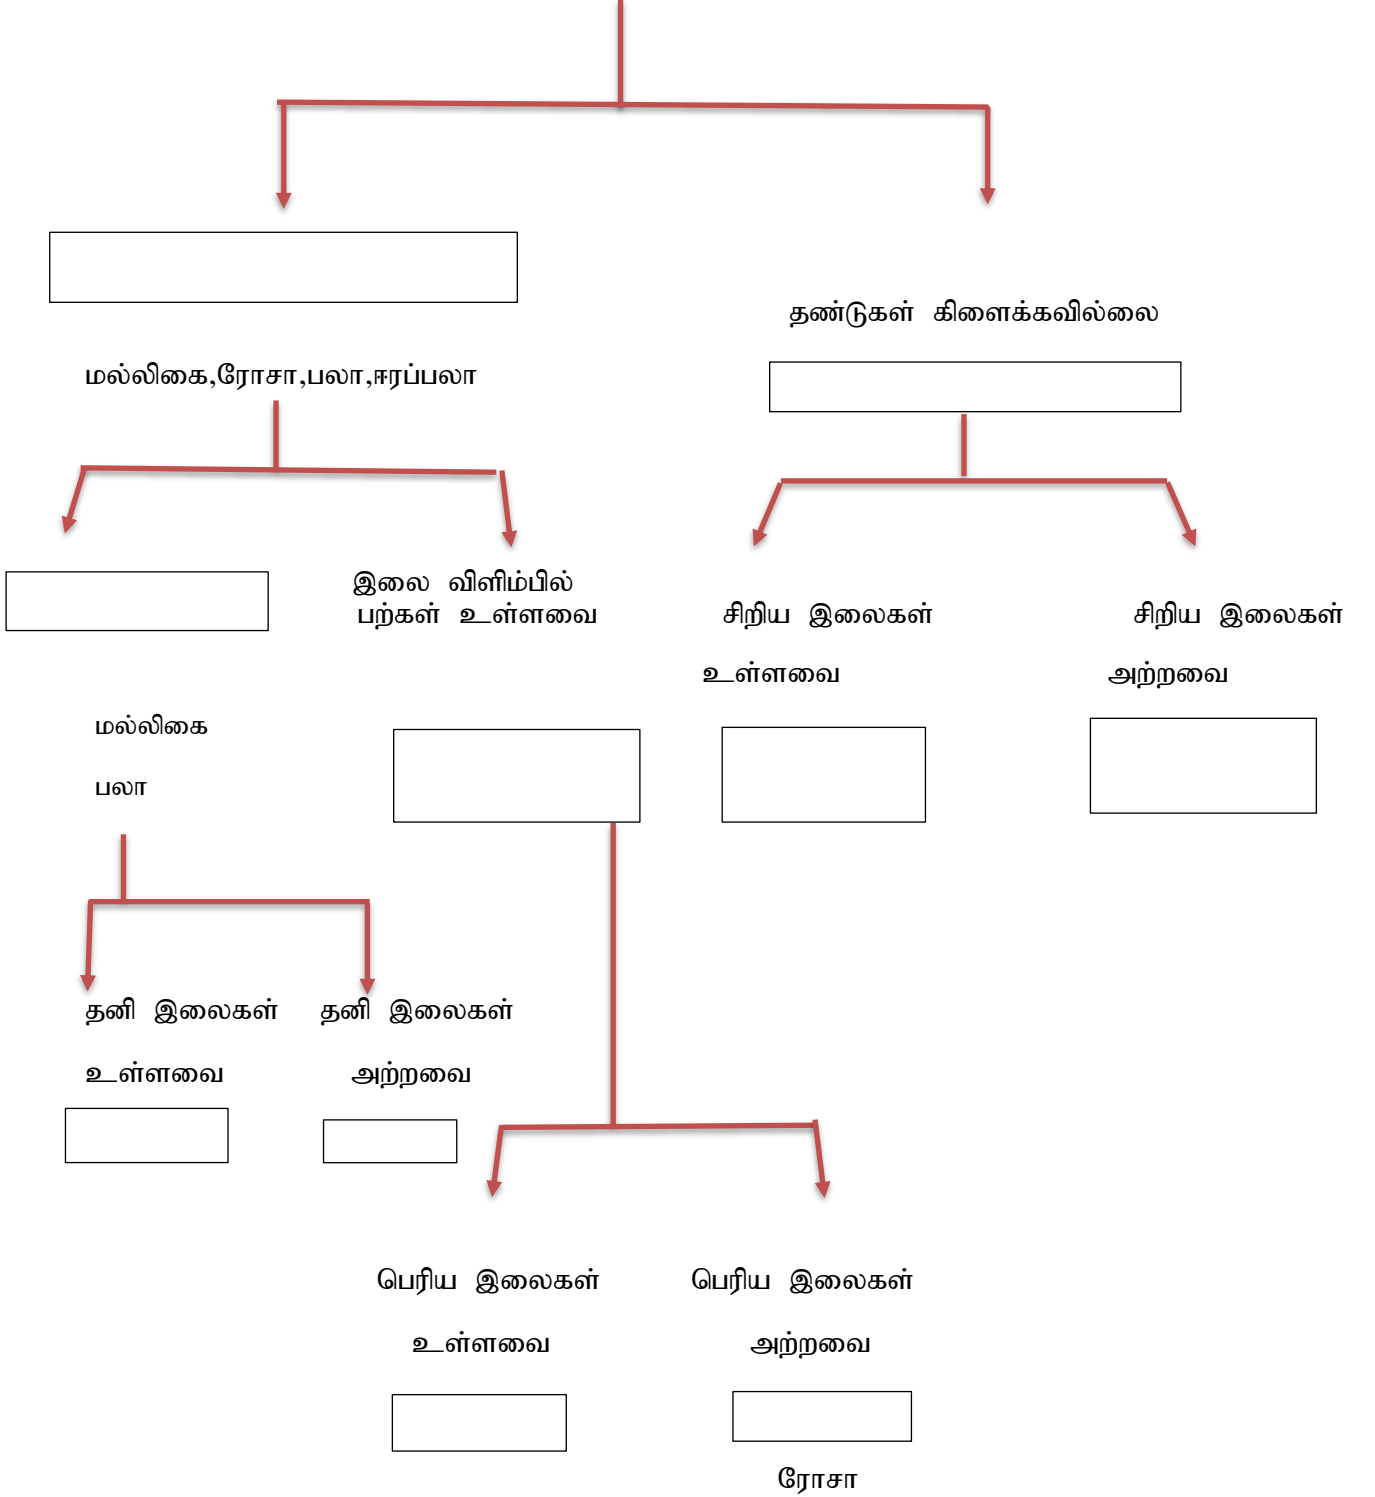 தண்டுகள் கிளைக்கவில்லை
மல்லிகை,ரோசா,பலா,ஈரப்பலா
இலை விளிம்பில்
பற்கள் உள்ளவை
சிறிய இலைகள்
உள்ளவை
சிறிய இலைகள்
அற்றவை
மல்லிகை
பலா
தனி இலைகள்
உள்ளவை
தனி இலைகள்
அற்றவை
பெரிய இலைகள்
உள்ளவை
பெரிய இலைகள்
அற்றவை
ரோசா